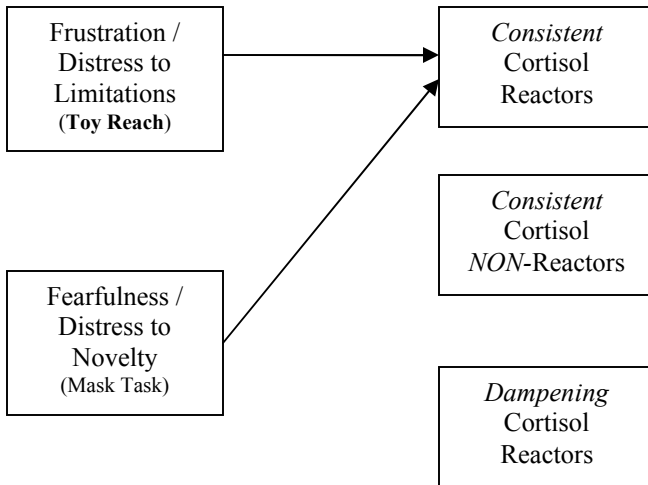 Frustration /
Distress to
Limitations
(Toy Reach)
Fearfulness /
Distress to
Novelty
(Mask Task)
Consistent
Cortisol
Reactors
Consistent
Cortisol
NON-Reactors
Dampening
Cortisol
Reactors